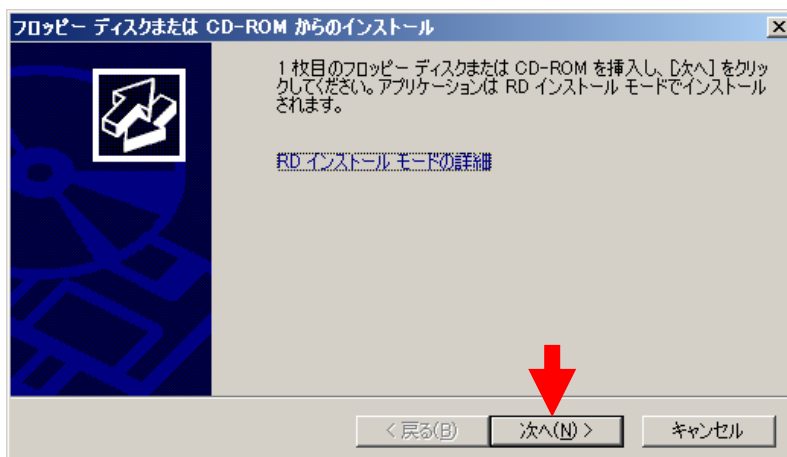 フロッピー ディスクまたは CD-ROM からのインストール
1 枚目のフロッピー ディスクまたは CD-ROM を挿入し、[次へ] をクリッ
クしてください。アプリケーションは RD インストール モードでインストール
されます。
RD インストール モードの詳細
< 戻る(B)
次へ(N) >
キャンセル